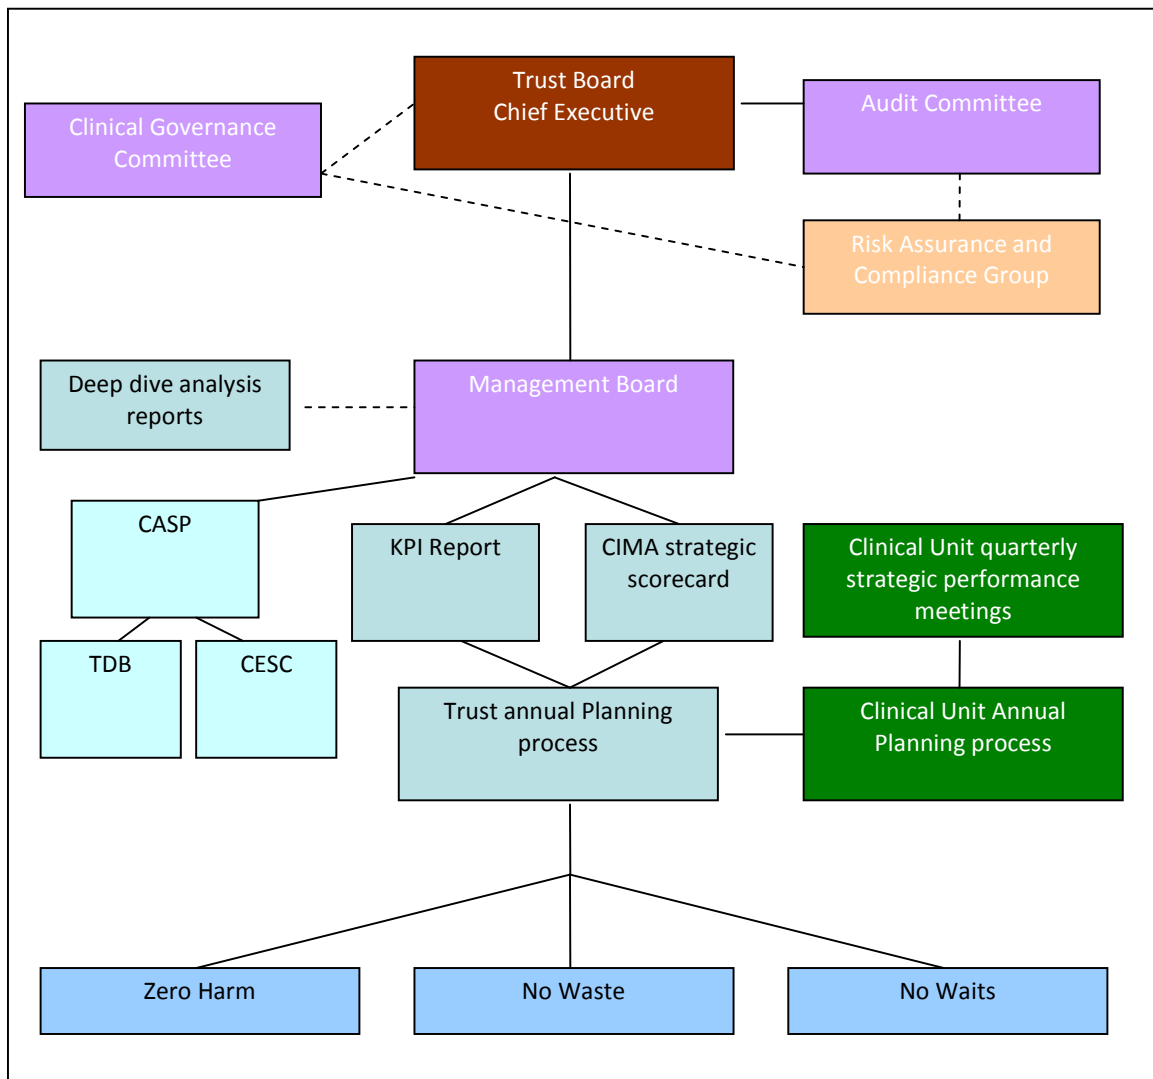 Trust Board
Chief Executive
Clinical Governance
Committee
Audit Committee
Risk Assurance and
Compliance Group
Deep dive analysis
reports
Management Board
CASP
KPI Report
CIMA strategic
scorecard
Clinical Unit quarterly
strategic performance
meetings
TDB
CESC
Trust annual Planning
process
Clinical Unit Annual
Planning process
Zero Harm
No Waste
No Waits